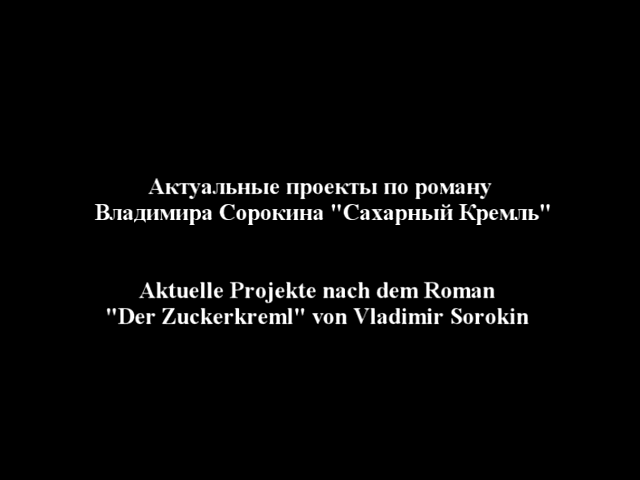 Актуальные проекты по роману
Владимира Сорокина "Сахарный Кремль"
Aktuelle Projekte nach dem Roman
"Der Zuckerkreml" von Vladimir Sorokin